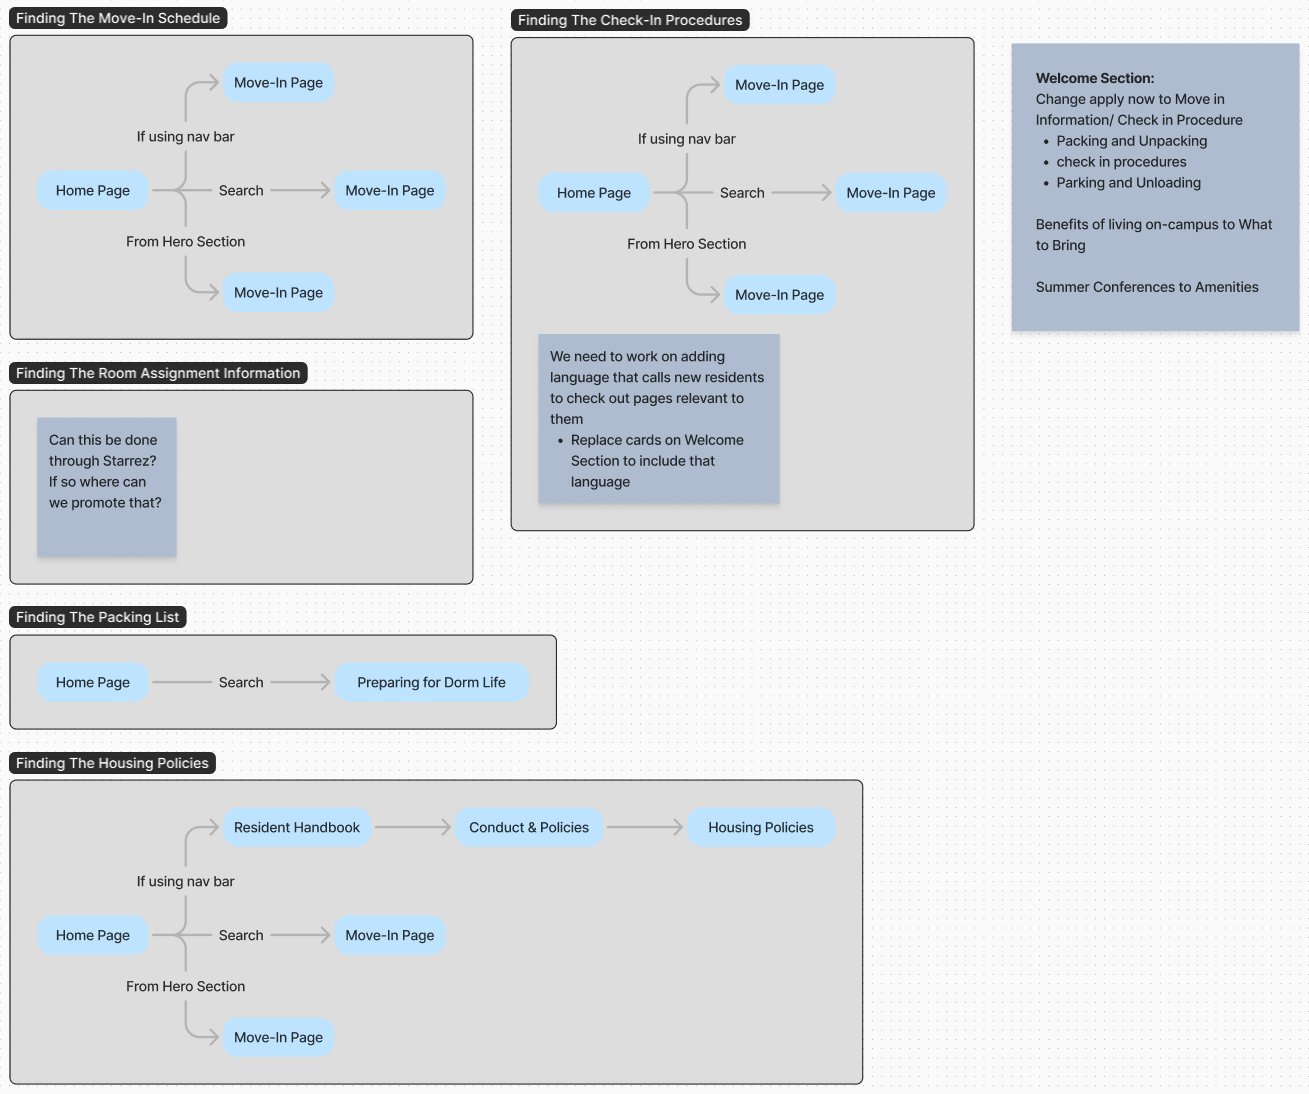 Finding The Move-In Schedule
Move-In Page
If using nav bar
Home Page
Search
Move-In Page
From Hero Section
Move-In Page
Finding The Check-In Procedures
Move-In Page
If using nav bar
Home Page
Search
Move-In Page
From Hero Section
Move-In Page
We need to work on adding
language that calls new residents
to check out pages relevant to
them
• Replace cards on Welcome
Section to include that
language
Welcome Section:
Change apply now to Move in
Information/ Check in Procedure
• Packing and Unpacking
• check in procedures
• Parking and Unloading
Benefits of living on-campus to What
to Bring
Summer Conferences to Amenities
Finding The Room Assignment Information
Can this be done
through Starrez?
If so where can
we promote that?
Finding The Packing List
Home Page
Search
Preparing for Dorm Life
Finding The Housing Policies
Resident Handbook
Conduct & Policies
Housing Policies
If using nav bar
Home Page
Search
Move-In Page
From Hero Section
Move-In Page